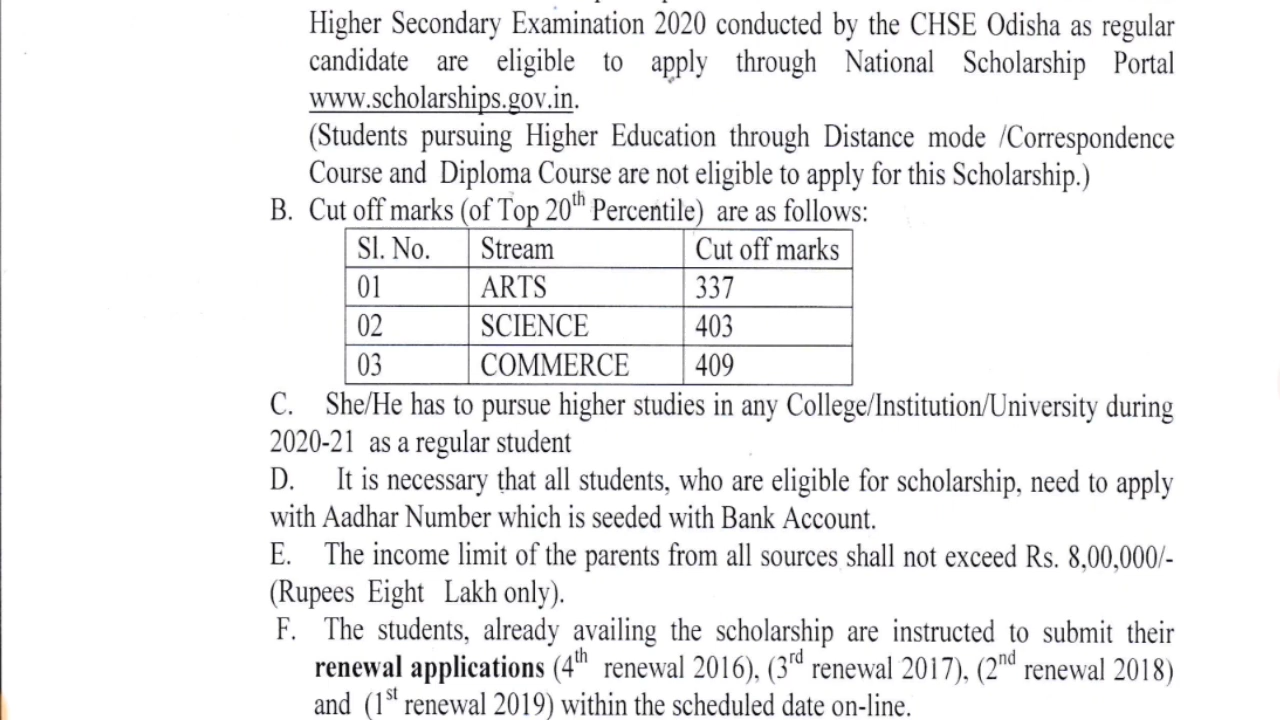 Higher Secondary Examination 2020 conducted by the CHSE Odisha as regular
candidate are eligible to apply through National Scholarship Portal
www.scholarships.gov.in.
(Students pursuing Higher Education through Distance mode /Correspondence
Course and Diploma Course are not eligible to apply for this Scholarship.)
B. Cut off marks (of Top 20th Percentile) are as follows:
Sl. No. Stream Cut off marks
01 ARTS 337
02 SCIENCE 403
03 COMMERCE 409
C. She/He has to pursue higher studies in any College/Institution/University during
2020-21 as a regular student
D. It is necessary that all students, who are eligible for scholarship, need to apply
with Aadhar Number which is seeded with Bank Account.
E. The income limit of the parents from all sources shall not exceed Rs. 8,00,000/-
(Rupees Eight Lakh only).
F. The students, already availing the scholarship are instructed to submit their
renewal applications (4th renewal 2016), (3rd renewal 2017), (2nd renewal 2018)
and (1st renewal 2019) within the scheduled date on-line.